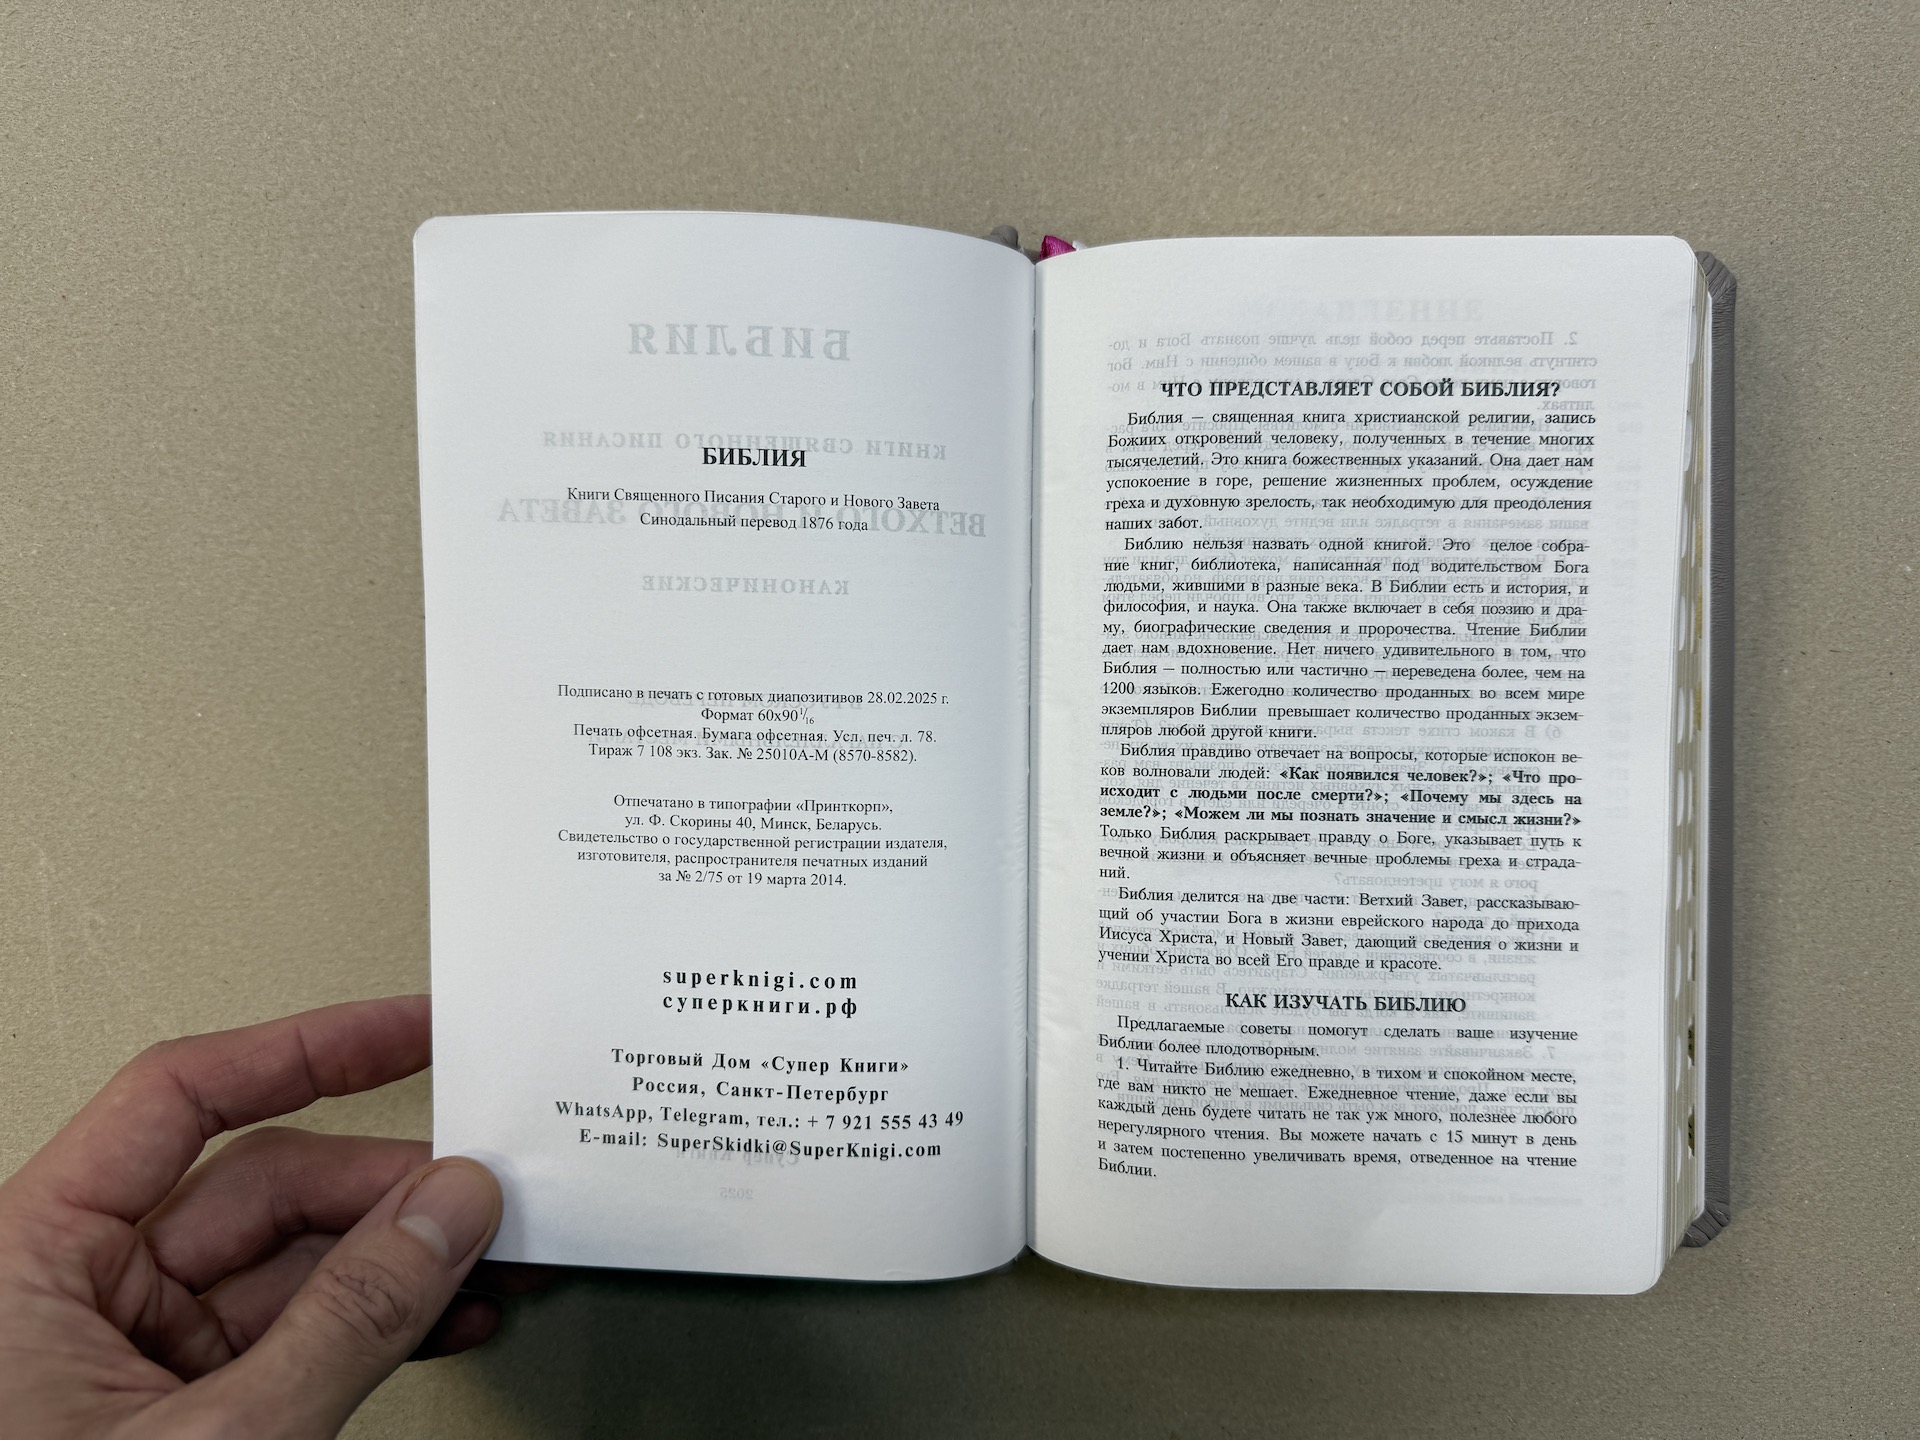 БИБЛИЯ
Книги Священного Писания Старого и Нового Завета
Синодальный перевод 1876 года
Подписано в печать с готовых диапозитивов 28.02.2025 г.
Формат 60х90 1/16
Печать офсетная. Бумага офсетная. Усл. печ. л. 78.
Тираж 7 108 экз. Зак. № 25010А-М (8570-8582).
Отпечатано в типографии «Принткорп»,
ул. Ф. Скорины 40, Минск, Беларусь.
Свидетельство о государственной регистрации издателя,
изготовителя, распространителя печатных изданий
за № 2/75 от 19 марта 2014.
superknigi.com
суперкниги.рф
Торговый Дом «Супер Книги»
Россия, Санкт-Петербург
WhatsApp, Telegram, тел.: + 7 921 555 43 49
E-mail: SuperSkidki@SuperKnigi.com
ЧТО ПРЕДСТАВЛЯЕТ СОБОЙ БИБЛИЯ?
Библия — священная книга христианской религии, запись
Божиих откровений человеку, полученных в течение многих
тысячелетий. Это книга божественных указаний. Она дает нам
успокоение в горе, решение жизненных проблем, осуждение
греха и духовную зрелость, так необходимую для преодоления
наших забот.
Библию нельзя назвать одной книгой. Это целое собра-
ние книг, библиотека, написанная под водительством Бога
людьми, жившими в разные века. В Библии есть и история, и
философия, и наука. Она также включает в себя поэзию и дра-
му, биографические сведения и пророчества. Чтение Библии
дает нам вдохновение. Нет ничего удивительного в том, что
Библия — полностью или частично — переведена более, чем на
1200 языков. Ежегодно количество проданных во всем мире
экземпляров Библии превышает количество проданных экзем-
пляров любой другой книги.
Библия правдиво отвечает на вопросы, которые испокон ве-
ков волновали людей: «Как появился человек?»; «Что про-
исходит с людьми после смерти?»; «Почему мы здесь на
земле?»; «Можем ли мы познать значение и смысл жизни?»
Только Библия раскрывает правду о Боге, указывает путь к
вечной жизни и объясняет вечные проблемы греха и страда-
ний.
Библия делится на две части: Ветхий Завет, рассказываю-
щий об участии Бога в жизни еврейского народа до прихода
Иисуса Христа, и Новый Завет, дающий сведения о жизни и
учении Христа во всей Его правде и красоте.
КАК ИЗУЧАТЬ БИБЛИЮ
Предлагаемые советы помогут сделать ваше изучение
Библии более плодотворным.
1. Читайте Библию ежедневно, в тихом и спокойном месте,
где вам никто не мешает. Ежедневное чтение, даже если вы
каждый день будете читать не так уж много, полезнее любого
нерегулярного чтения. Вы можете начать с 15 минут в день
и затем постепенно увеличивать время, отведенное на чтение
Библии.